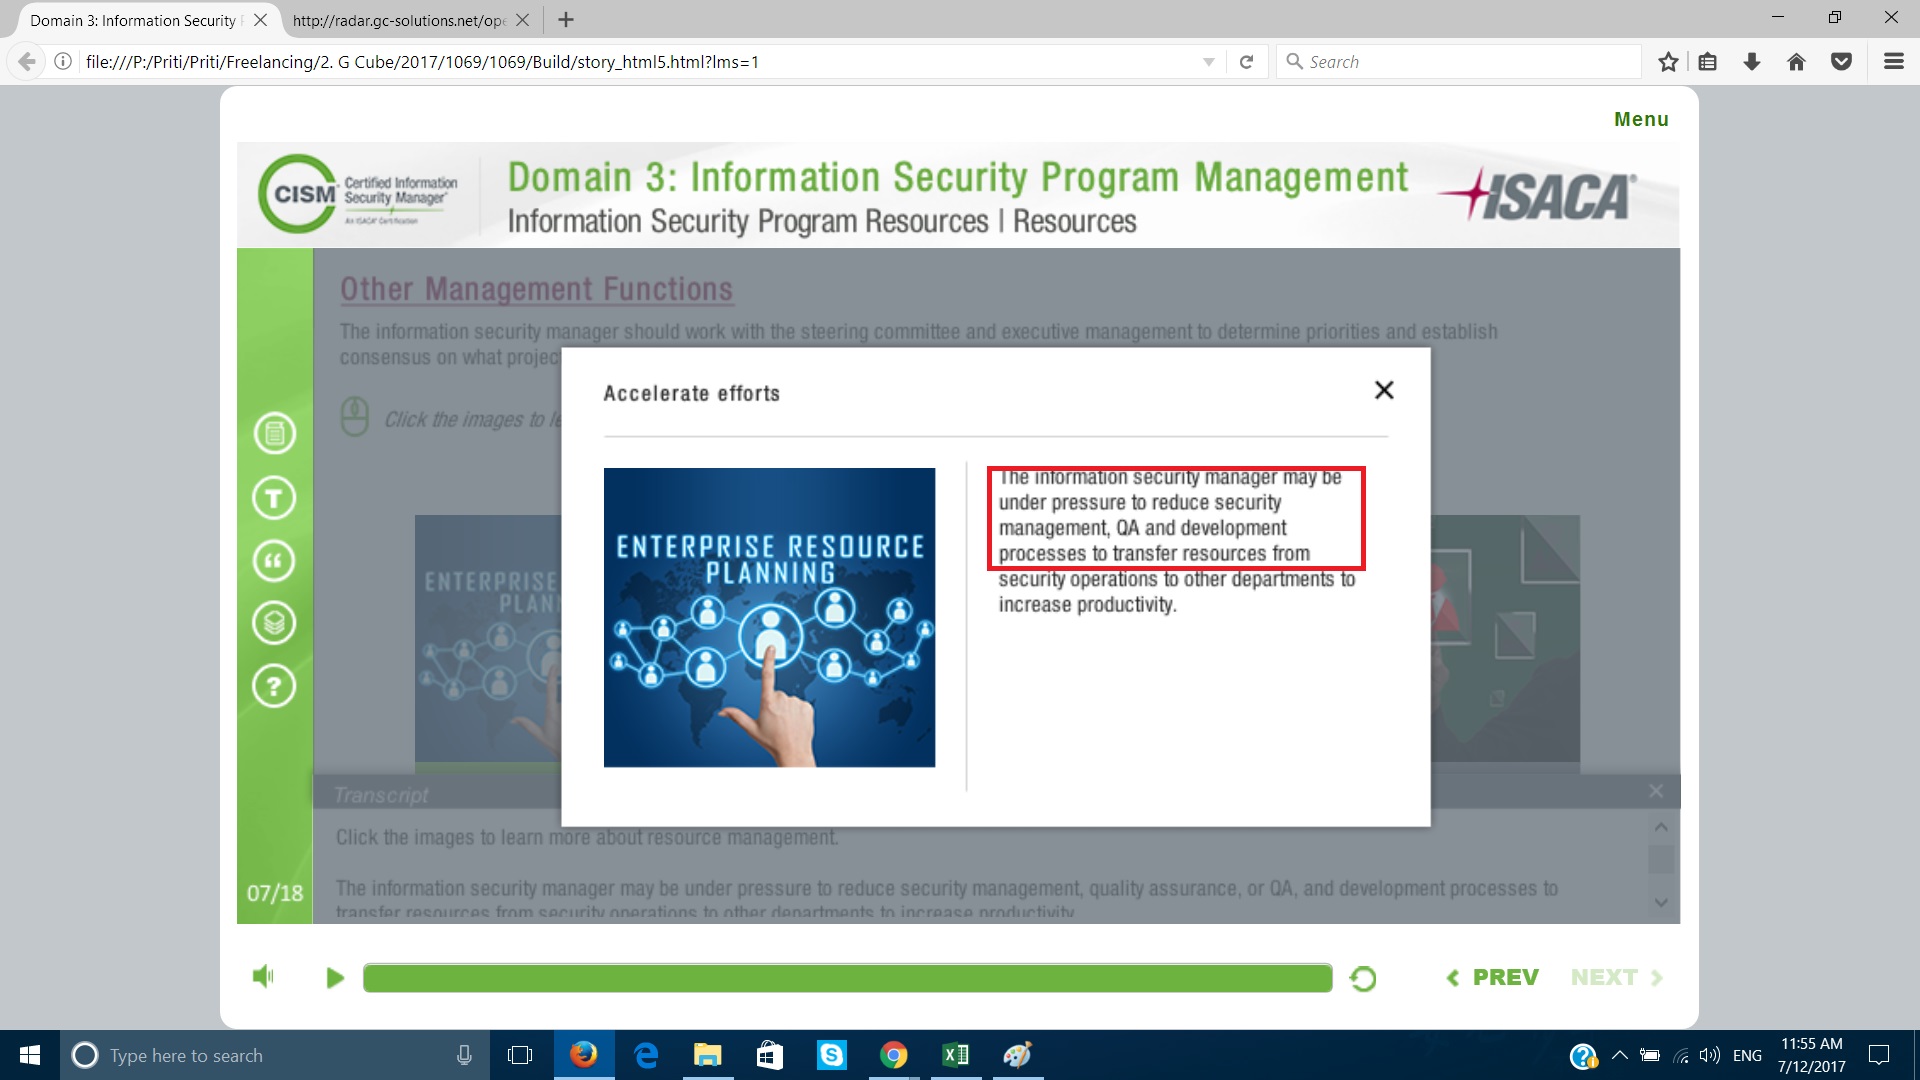 Domain 3: Information Security
http://radar.gc-solutions.net/ope
file:///P:/Priti/Priti/Freelancing/2. G Cube/2017/1069/1069/Build/story_html5.html?lms=1
Search
Menu
CISM Certified Information
Security Manager
An ISACA Certification
Domain 3: Information Security Program Management
Information Security Program Resources | Resources
ISACA®
Other Management Functions
The information security manager should work with the steering committee and executive management to determine priorities and establish
consensus on what projec
Click the images to le
Accelerate efforts
ENTERPRISE RESOURCE
PLANNING
The information security manager may be
under pressure to reduce security
management, QA and development
processes to transfer resources from
security operations to other departments to
increase productivity.
ENTERPRISE
PLAN
Transcript
Click the images to learn more about resource management.
The information security manager may be under pressure to reduce security management, quality assurance, or QA, and development processes to
transfer resources from security operations to other departments to increase productivity
07/18
PREV
NEXT
Type here to search
ENG
11:55 AM
7/12/2017